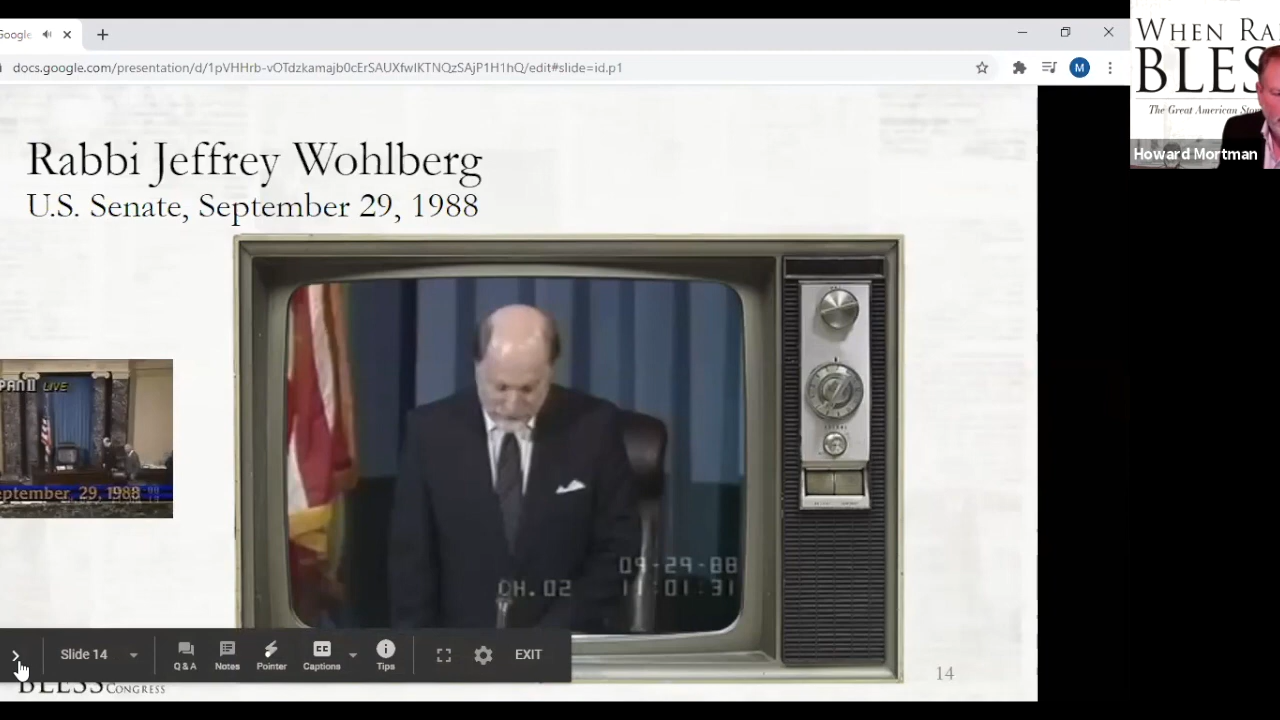 Google
docs.google.com/presentation/d/1pVHHrb-vOTdzkamajb0cErSAUXfwIKTNQzSAjP1H1hQ/edit#slide=id.p1
M
WHEN RA
BLES
The Great American Stor
Howard Mortman
Rabbi Jeffrey Wohlberg
U.S. Senate, September 29, 1988
PAN II LIVE
eptember 29, 1988
09-29-88
CH.02 11:01:31
Slide 14
Q&A
Notes
Pointer
Captions
Tips
EXIT
BLESS CONGRESS
14